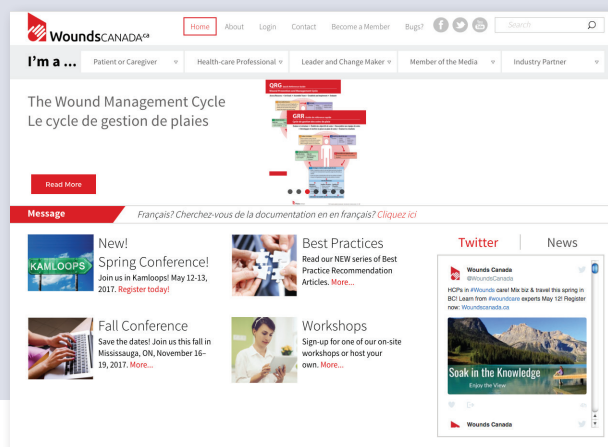 WoundsCANADA.ca
Home About Login Contact Become a Member Bugs? Search
I'm a ... Patient or Caregiver Health-care Professional Leader and Change Maker Member of the Media Industry Partner
The Wound Management Cycle
Le cycle de gestion de plaies
QRG
GRR
Read More
Message Français? Cherchez-vous de la documentation en en français? Cliquez ici
KAMLOOPS
New!
Spring Conference!
Join us in Kamloops! May 12-13,
2017. Register today!
Best Practices
Read our NEW series of Best
Practice Recommendation
Articles. More...
Fall Conference
Save the dates! Join us this fall in
Mississauga, ON, November 16–
19, 2017. More...
Workshops
Sign-up for one of our on-site
workshops or host your
own. More...
Twitter News
Wounds Canada
@WoundsCanada
HCPs in #Wounds care! Mix biz & travel this spring in
BC! Learn from #woundcare experts May 12! Register
now: Woundscanada.ca
Soak in the Knowledge
Enjoy the View
Wounds Canada